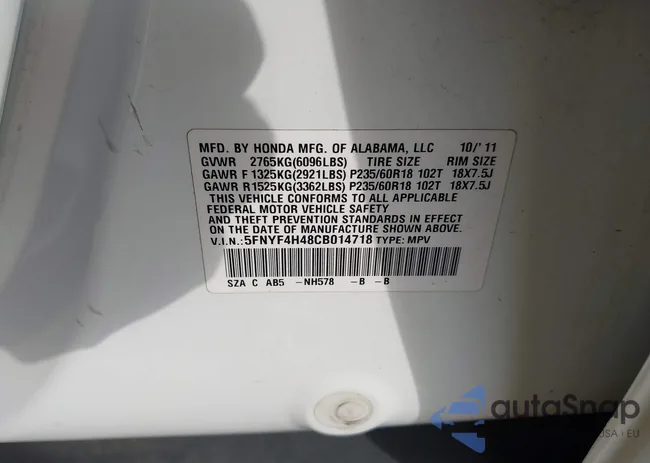 MFD. BY HONDA MFG. OF ALABAMA, LLC 10/'11
GVWR 2765KG(6096LBS) TIRE SIZE RIM SIZE
GAWR F 1325KG(2921LBS) P235/60R18 102T 18X7.5J
GAWR R1525KG(3362LBS) P235/60R18 102T 18X7.5J
THIS VEHICLE CONFORMS TO ALL APPLICABLE
FEDERAL MOTOR VEHICLE SAFETY
AND THEFT PREVENTION STANDARDS IN EFFECT
ON THE DATE OF MANUFACTURE SHOWN ABOVE.
V.I.N.: 5FNYF4H48CB014718 TYPE: MPV
SZA C AB5 -NH578 -B -B
autoSnap
USA - EU